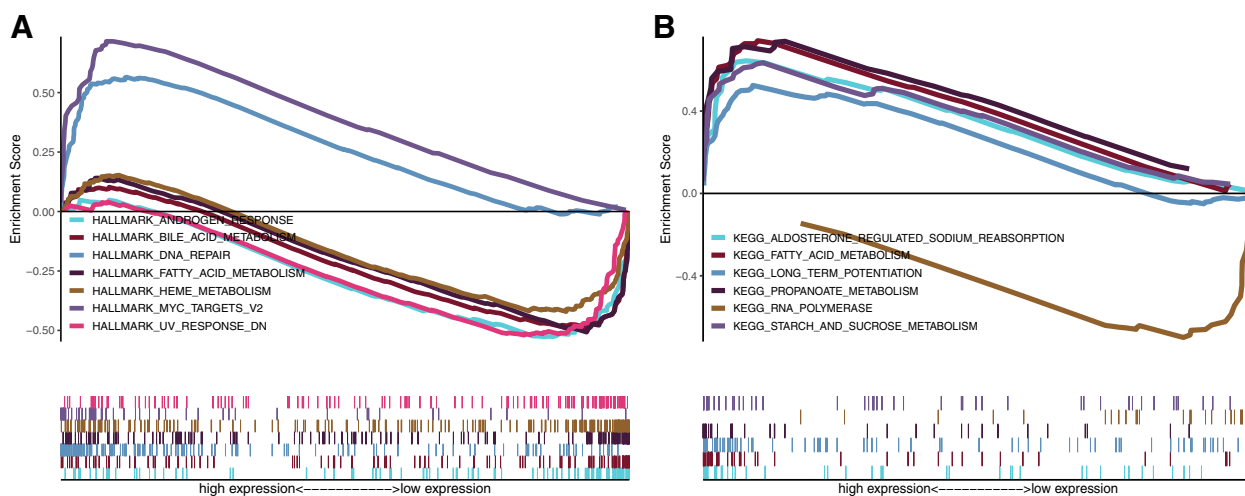 A
Enrichment Score
0.50
0.25
0.00
−0.25
−0.50
HALLMARK_ANDROGEN_RESPONSE
HALLMARK_BILE_ACID_METABOLISM
HALLMARK_DNA_REPAIR
HALLMARK_FATTY_ACID_METABOLISM
HALLMARK_HEME_METABOLISM
HALLMARK_MYC_TARGETS_V2
HALLMARK_UV_RESPONSE_DN
high expression<−−−−−−−−−−−>low expression
B
Enrichment Score
0.4
0.0
−0.4
KEGG_ALDOSTERONE_REGULATED_SODIUM_REABSORPTION
KEGG_FATTY_ACID_METABOLISM
KEGG_LONG_TERM_POTENTIATION
KEGG_PROPANOATE_METABOLISM
KEGG_RNA_POLYMERASE
KEGG_STARCH_AND_SUCROSE_METABOLISM
high expression<−−−−−−−−−−−>low expression